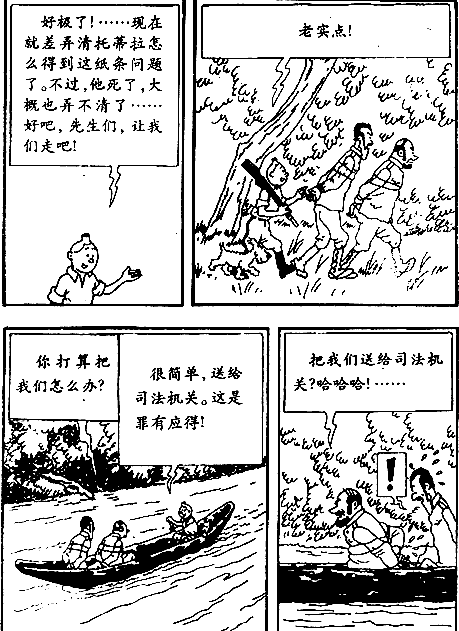 好极了!……现在
就差弄清托蒂拉怎
么得到这纸条问题
了。不过,他死了,大
概也弄不清了……
好吧,先生们,让我
们走吧!
老实点!
你打算把
我们怎么办?
很简单,送给
司法机关。这是
罪有应得!
把我们送给司法机
关?哈哈哈!……
!